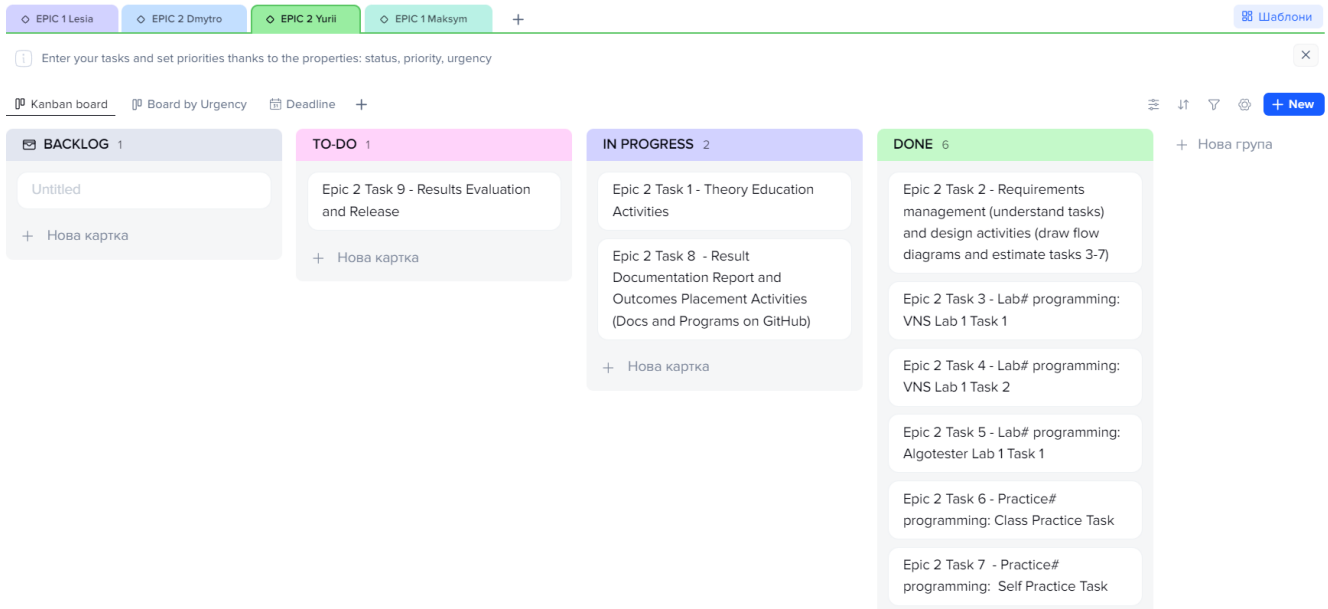 EPIC 1 Lesia
EPIC 2 Dmytro
EPIC 2 Yurii
EPIC 1 Maksym
Шаблони
Enter your tasks and set priorities thanks to the properties: status, priority, urgency
Kanban board
Board by Urgency
Deadline
New
BACKLOG 1
Untitled
Нова картка
TO-DO 1
Epic 2 Task 9 - Results Evaluation
and Release
Нова картка
IN PROGRESS 2
Epic 2 Task 1 - Theory Education
Activities
Epic 2 Task 8 - Result
Documentation Report and
Outcomes Placement Activities
(Docs and Programs on GitHub)
Нова картка
DONE 6
Epic 2 Task 2 - Requirements
management (understand tasks)
and design activities (draw flow
diagrams and estimate tasks 3-7)
Epic 2 Task 3 - Lab# programming:
VNS Lab 1 Task 1
Epic 2 Task 4 - Lab# programming:
VNS Lab 1 Task 2
Epic 2 Task 5 - Lab# programming:
Algotester Lab 1 Task 1
Epic 2 Task 6 - Practice#
programming: Class Practice Task
Epic 2 Task 7 - Practice#
programming: Self Practice Task
Нова група